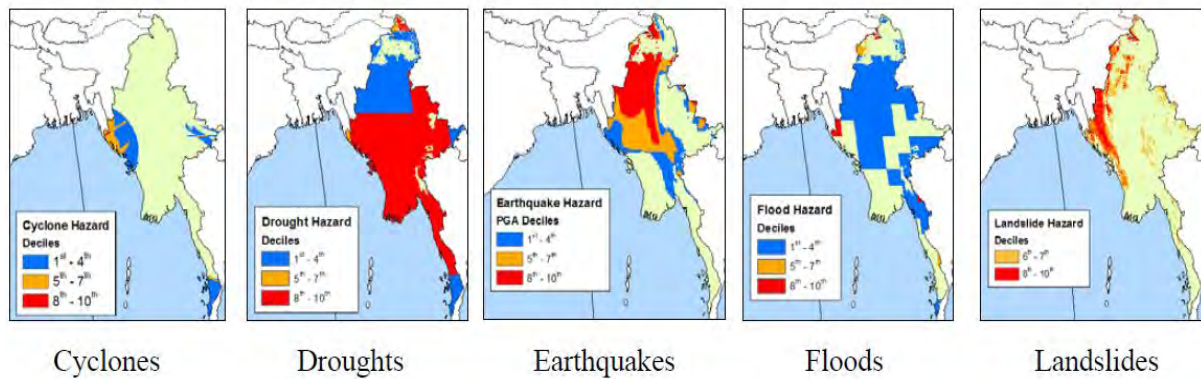 Cyclone Hazard
Deciles
1st - 4th
5th - 7th
8th - 10th
Drought Hazard
Deciles
1st - 4th
5th - 7th
8th - 10th
Earthquake Hazard
PGA Deciles
1st - 4th
5th - 7th
8th - 10th
Flood Hazard
Deciles
1st - 4th
5th - 7th
8th - 10th
Landslide Hazard
Deciles
6th - 7th
8th - 10th
Cyclones
Droughts
Earthquakes
Floods
Landslides